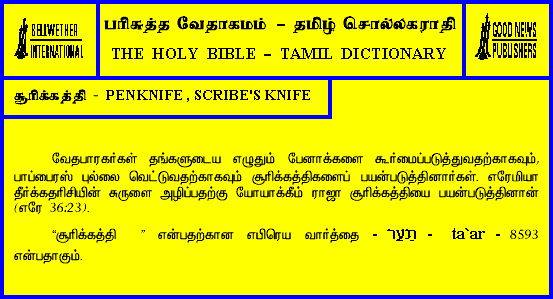 BELLWETHER
INTERNATIONAL
பரிசுத்த வேதாகமம் - தமிழ் சொல்லகராதி
THE HOLY BIBLE - TAMIL DICTIONARY
GOOD NEWS
PUBLISHERS
சூரிக்கத்தி - PENKNIFE , SCRIBE'S KNIFE
வேதபாரகர்கள் தங்களுடைய எழுதும் பேனாக்களை கூர்மைப்படுத்துவதற்காகவும்,
பாப்பைரஸ் புல்லை வெட்டுவதற்காகவும் சூரிக்கத்திகளைப் பயன்படுத்தினார்கள். எரேமியா
தீர்க்கதரிசியின் சுருளை அழிப்பதற்கு யோயாக்கீம் ராஜா சூரிக்கத்தியை பயன்படுத்தினான்
(எரே 36:23).
“சூரிக்கத்தி ” என்பதற்கான எபிரெய வார்த்தை - תַּעַר - ta`ar - 8593
என்பதாகும்.